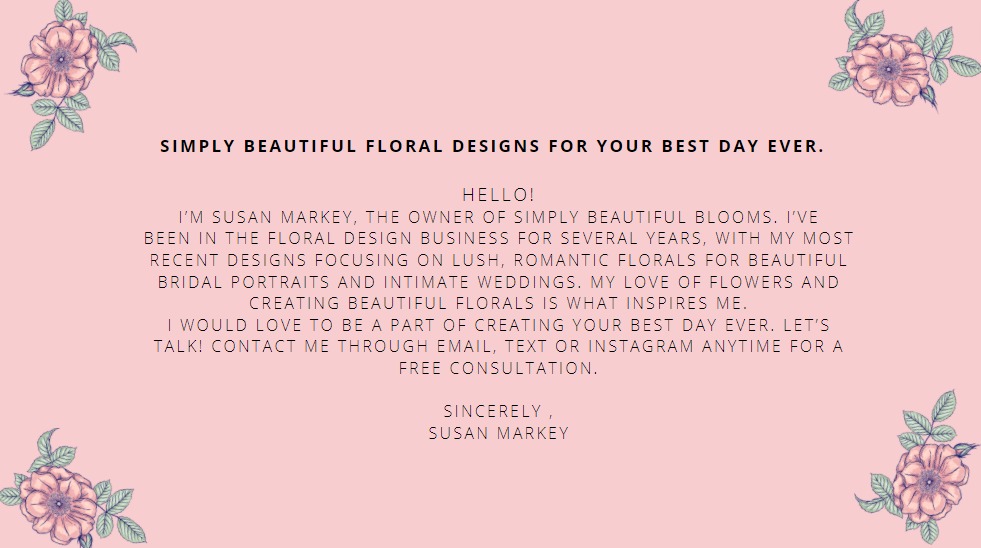 SIMPLY BEAUTIFUL FLORAL DESIGNS FOR YOUR BEST DAY EVER.
HELLO!
I'M SUSAN MARKEY, THE OWNER OF SIMPLY BEAUTIFUL BLOOMS. I'VE
BEEN IN THE FLORAL DESIGN BUSINESS FOR SEVERAL YEARS, WITH MY MOST
RECENT DESIGNS FOCUSING ON LUSH, ROMANTIC FLORALS FOR BEAUTIFUL
BRIDAL PORTRAITS AND INTIMATE WEDDINGS. MY LOVE OF FLOWERS AND
CREATING BEAUTIFUL FLORALS IS WHAT INSPIRES ME.
I WOULD LOVE TO BE A PART OF CREATING YOUR BEST DAY EVER. LET'S
TALK! CONTACT ME THROUGH EMAIL, TEXT OR INSTAGRAM ANYTIME FOR A
FREE CONSULTATION.
SINCERELY ,
SUSAN MARKEY